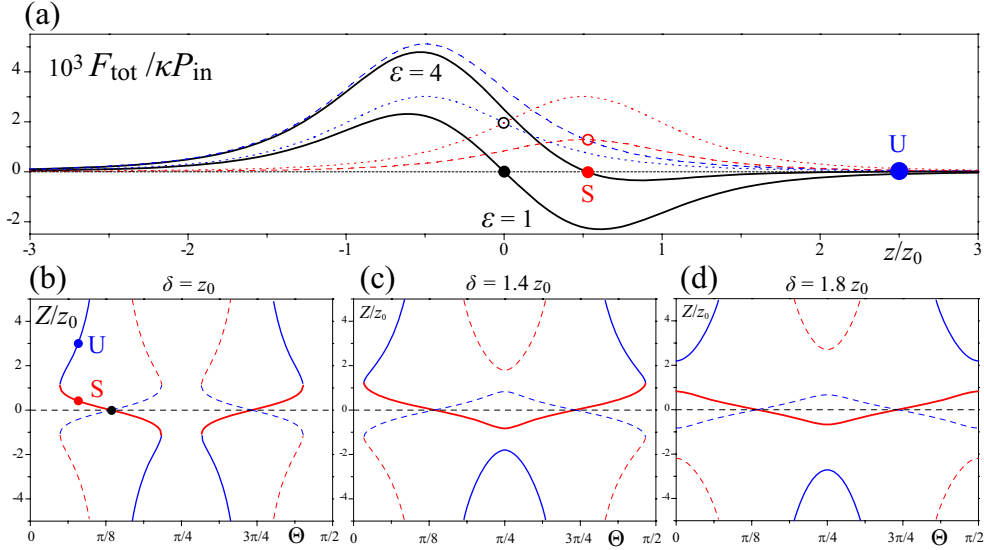 (a)
10³ F_tot /κP_in
ε = 4
ε = 1
U
S
4
2
0
-2
-3
-2
-1
0
1
2
z/z₀
3
(b)
δ = z₀
(c)
δ = 1.4 z₀
(d)
δ = 1.8 z₀
Z/z₀
U
S
4
2
0
-2
-4
0
π/8
π/4
3π/4
Θ
π/2
Z/z₀
4
2
0
-2
-4
0
π/8
π/4
3π/4
Θ
π/2
Z/z₀
4
2
0
-2
-4
0
π/8
π/4
3π/4
Θ
π/2